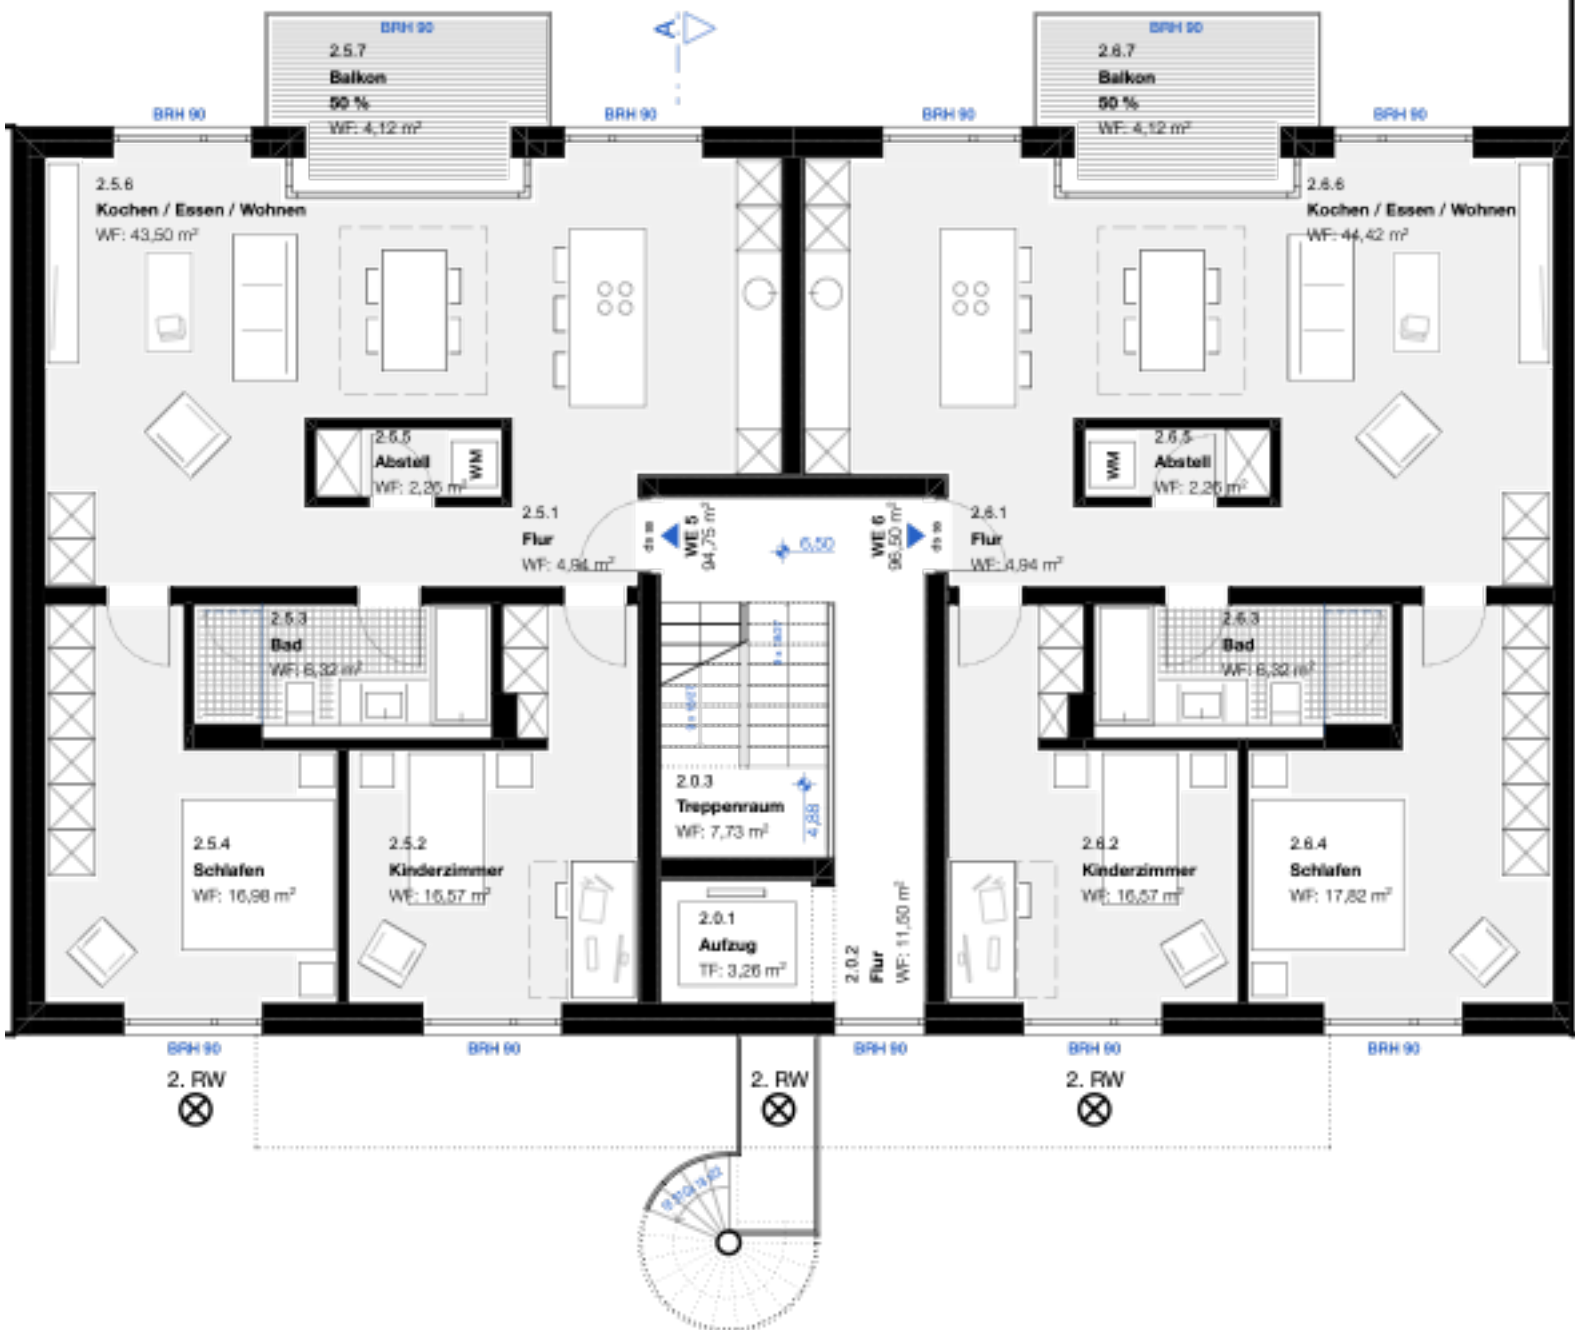 BRH 90
2.5.7
Balkon
50 %
WF: 4,12 m²
A
BRH 90
2.6.7
Balkon
50 %
WF: 4,12 m²
BRH 90
BRH 90
BRH 90
BRH 90
2.5.6
Kochen / Essen / Wohnen
WF: 43,50 m²
2.6.6
Kochen / Essen / Wohnen
WF: 44,42 m²
2.5.5
Abstell
WF: 2,26 m²
WM
WM
2.6.5
Abstell
WF: 2,26 m²
2.5.1
Flur
WF: 4,94 m²
ds ss
WE 5
94,75 m²
6,50
WE 6
96,50 m²
ds ss
2.6.1
Flur
WF: 4,94 m²
2.5.3
Bad
WF: 6,32 m²
2.6.3
Bad
WF: 6,32 m²
2.0.3
Treppenraum
WF: 7,73 m²
4,88
2.5.4
Schlafen
WF: 16,98 m²
2.5.2
Kinderzimmer
WF: 16,57 m²
2.6.2
Kinderzimmer
WF: 16,57 m²
2.6.4
Schlafen
WF: 17,82 m²
2.0.1
Aufzug
TF: 3,26 m²
2.0.2
Flur
WF: 11,60 m²
BRH 90
BRH 90
BRH 90
BRH 90
BRH 90
2. RW
2. RW
2. RW